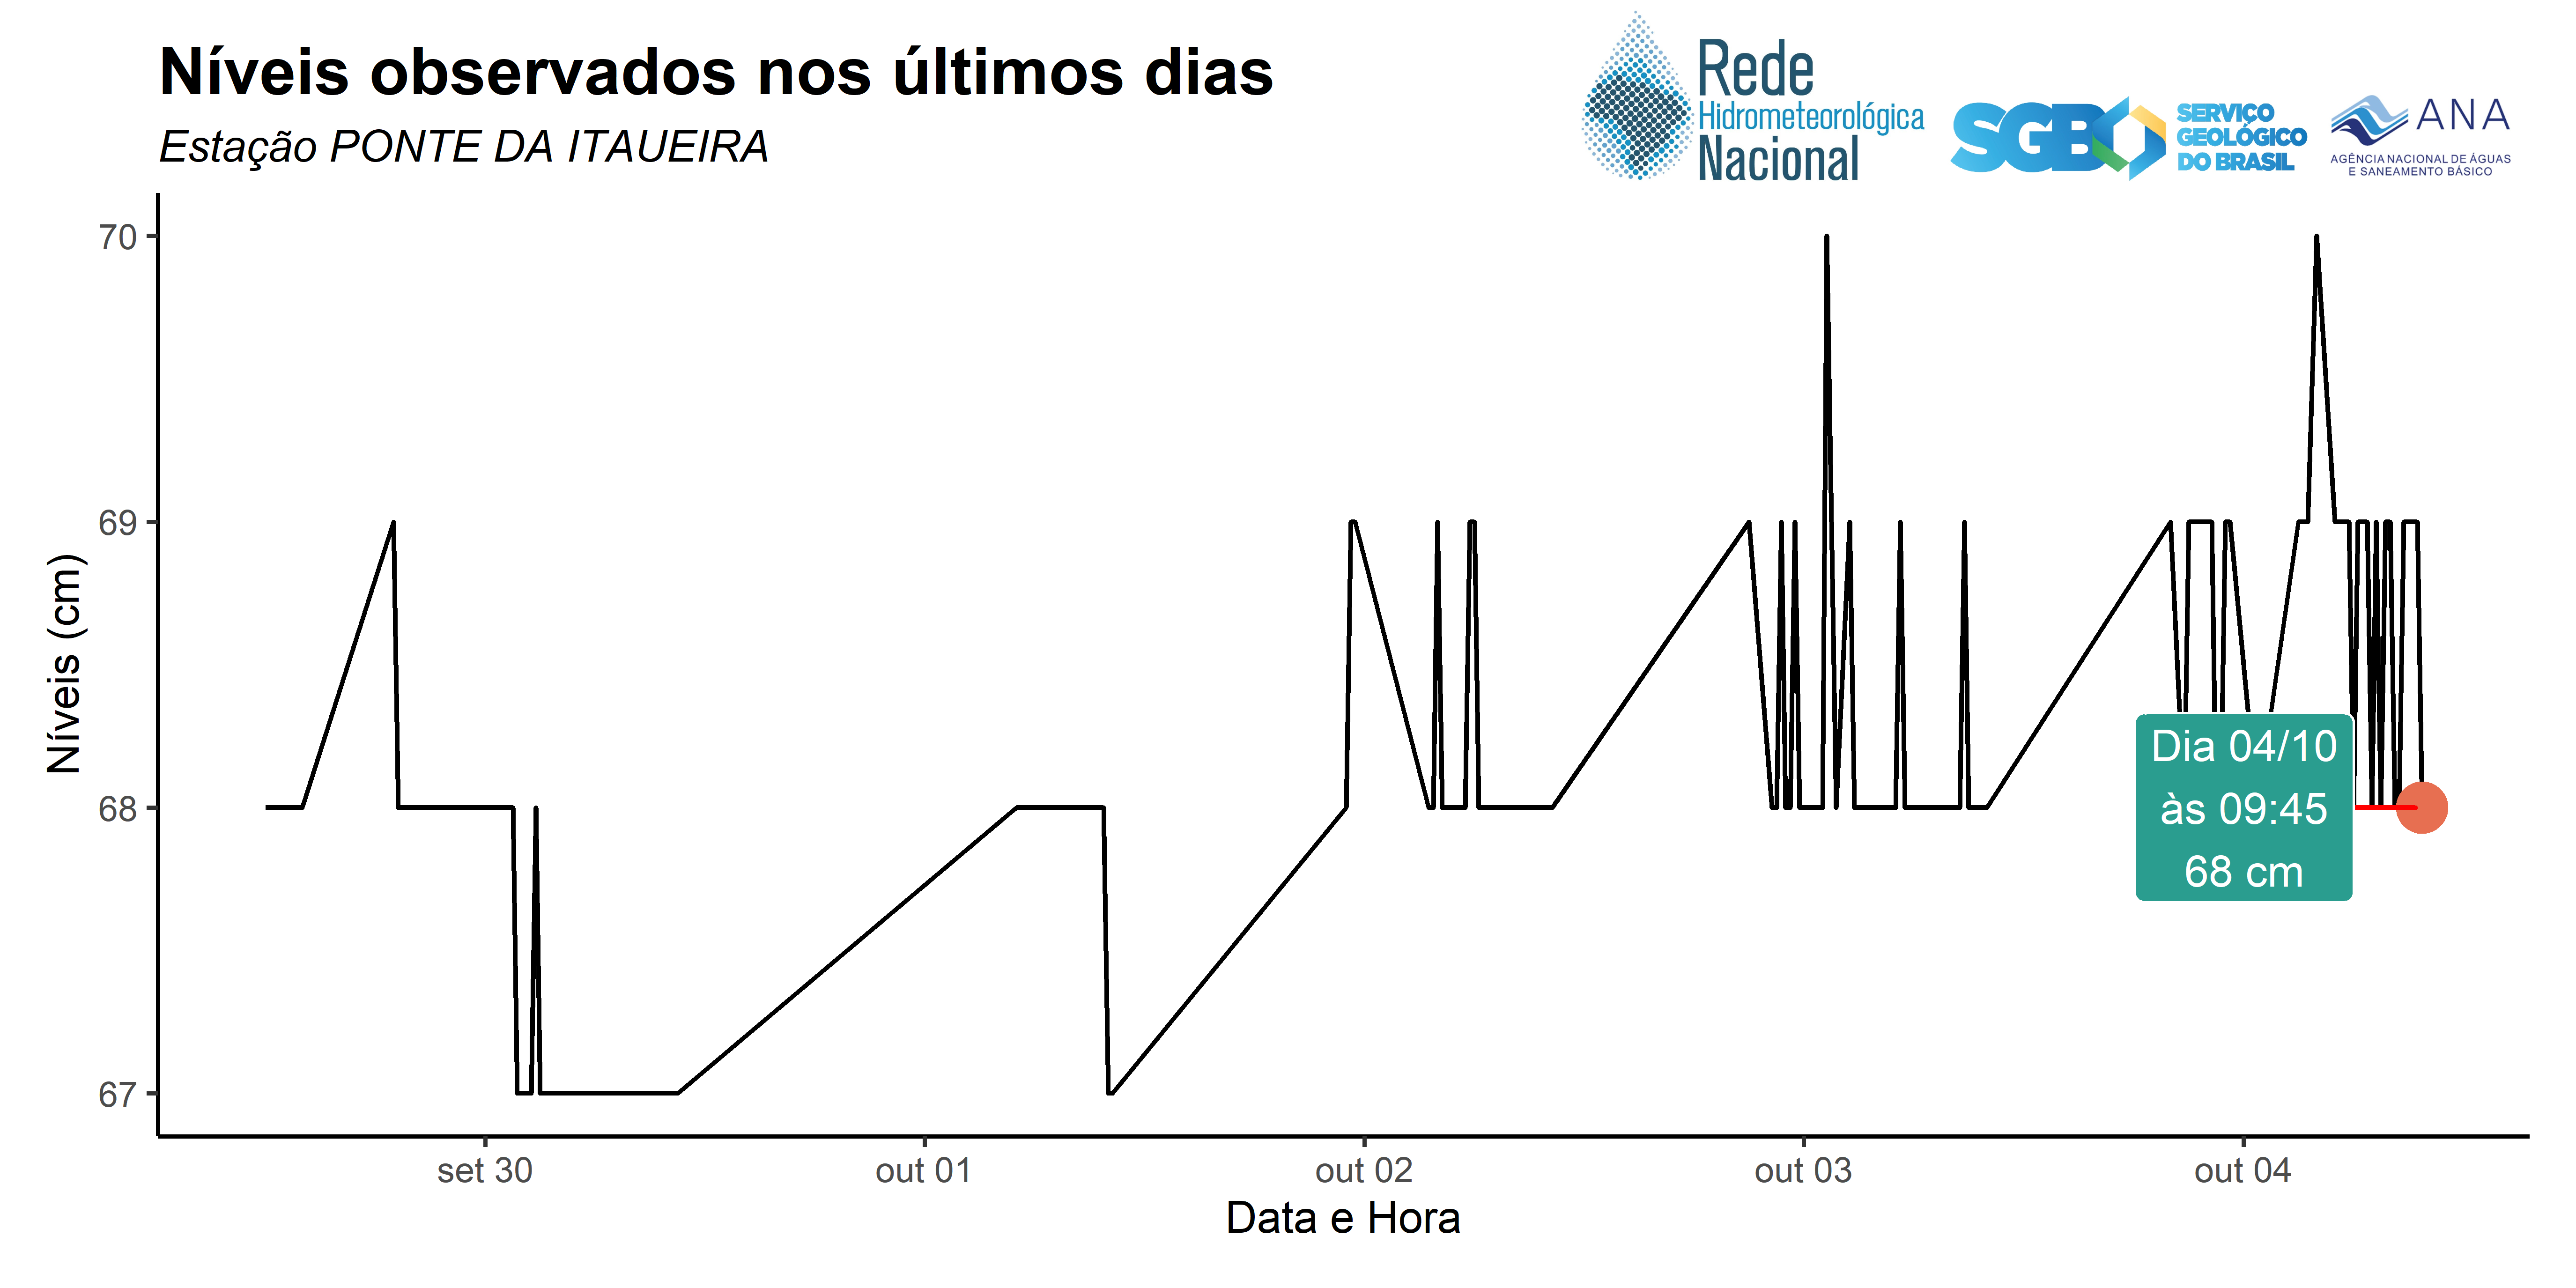 Níveis observados nos últimos dias
Estação PONTE DA ITAUEIRA
Rede
Hidrometeorológica
Nacional
SGB
SERVIÇO
GEOLÓGICO
DO BRASIL
ANA
AGÊNCIA NACIONAL DE ÁGUAS
E SANEAMENTO BÁSICO
Níveis (cm)
70
69
68
67
Dia 04/10
às 09:45
68 cm
set 30
out 01
out 02
out 03
out 04
Data e Hora